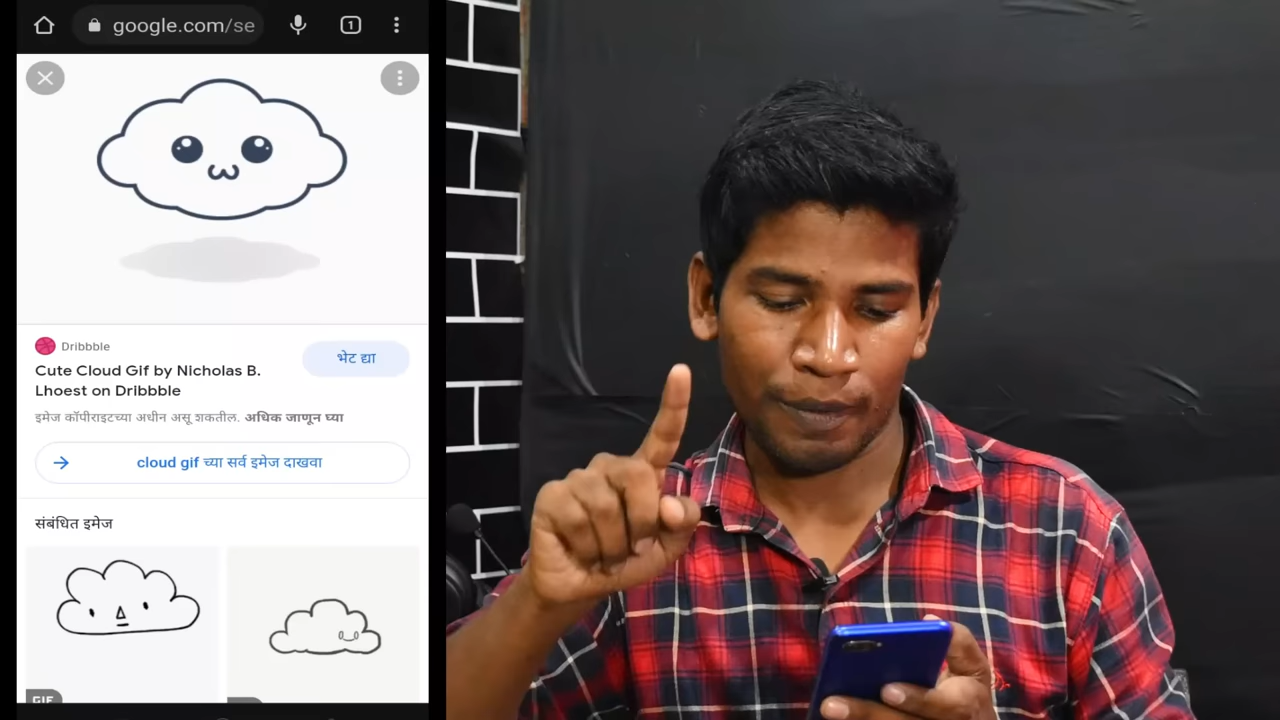 google.com/se
1
Dribbble
Cute Cloud Gif by Nicholas B.
Lhoest on Dribbble
भेट द्या
इमेज कॉपीराइटच्या अधीन असू शकतील. अधिक जाणून घ्या
cloud gif च्या सर्व इमेज दाखवा
संबंधित इमेज
GIF